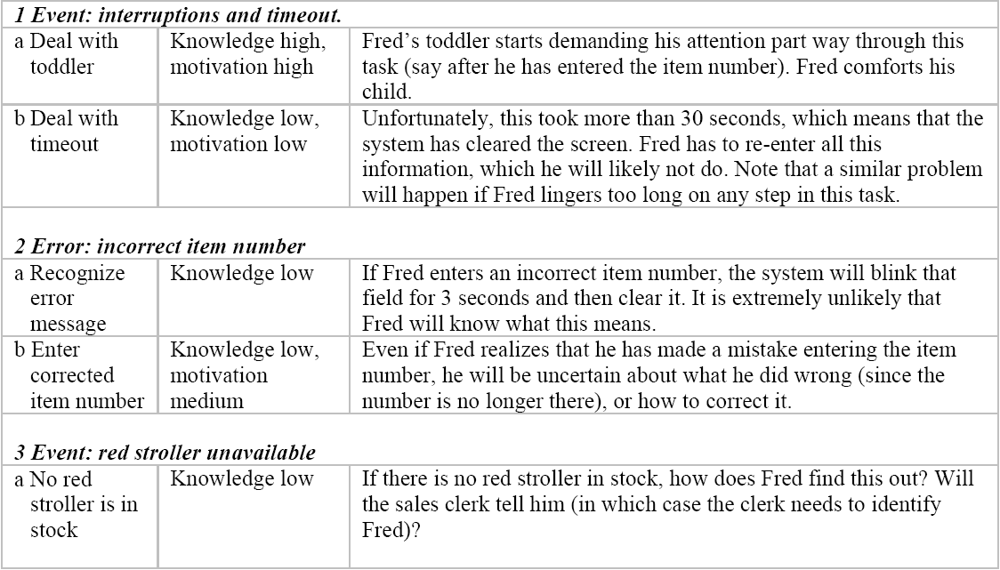 1 Event: interruptions and timeout.
a Deal with toddler
Knowledge high, motivation high
Fred's toddler starts demanding his attention part way through this
task (say after he has entered the item number). Fred comforts his
child.
b Deal with timeout
Knowledge low, motivation low
Unfortunately, this took more than 30 seconds, which means that the
system has cleared the screen. Fred has to re-enter all this
information, which he will likely not do. Note that a similar problem
will happen if Fred lingers too long on any step in this task.
2 Error: incorrect item number
a Recognize
error
message
Knowledge low
If Fred enters an incorrect item number, the system will blink that
field for 3 seconds and then clear it. It is extremely unlikely that
Fred will know what this means.
b Enter
corrected
item number
Knowledge low,
motivation
medium
Even if Fred realizes that he has made a mistake entering the item
number, he will be uncertain about what he did wrong (since the
number is no longer there), or how to correct it.
3 Event: red stroller unavailable
a No red
stroller is in
stock
Knowledge low
If there is no red stroller in stock, how does Fred find this out? Will
the sales clerk tell him (in which case the clerk needs to identify
Fred)?